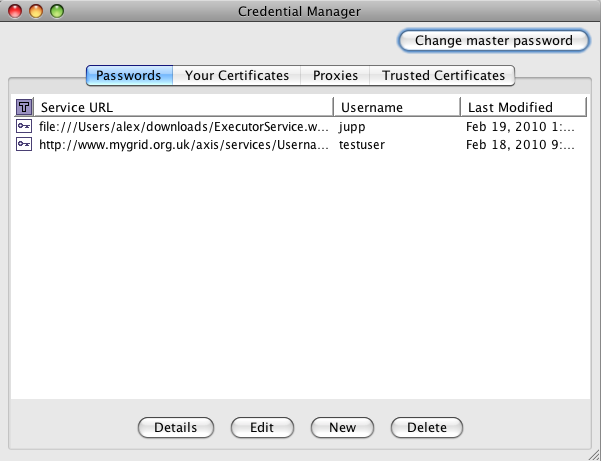 Credential Manager
Change master password
Passwords Your Certificates Proxies Trusted Certificates
T Service URL Username Last Modified
file:///Users/alex/downloads/ExecutorService.w... jupp Feb 19, 2010 1:...
http://www.mygrid.org.uk/axis/services/Userna... testuser Feb 18, 2010 9:...
Details Edit New Delete